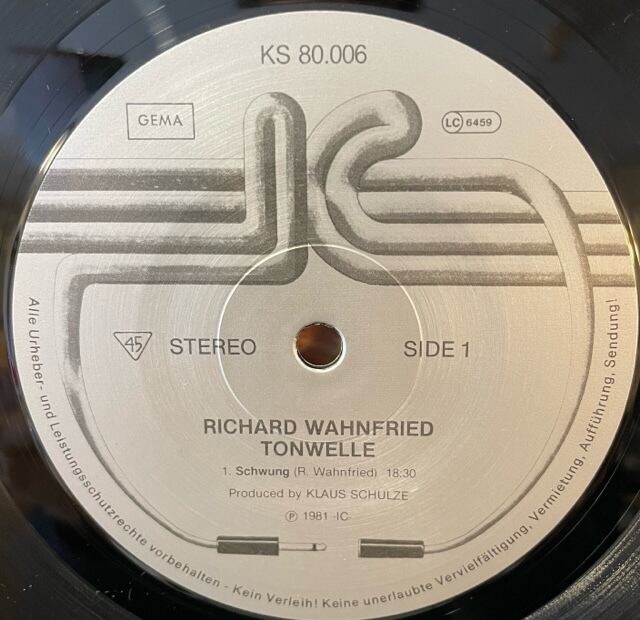 KS 80.006
GEMA
LC 6459
45 STEREO
SIDE 1
RICHARD WAHNFRIED
TONWELLE
1. Schwung (R. Wahnfried) 18:30
Produced by KLAUS SCHULZE
Ⓟ 1981 -IC-
Alle Urheber- und Leistungsschutzrechte vorbehalten - Kein Verleih! Keine unerlaubte Vervielfältigung, Vermietung, Aufführung, Sendung!